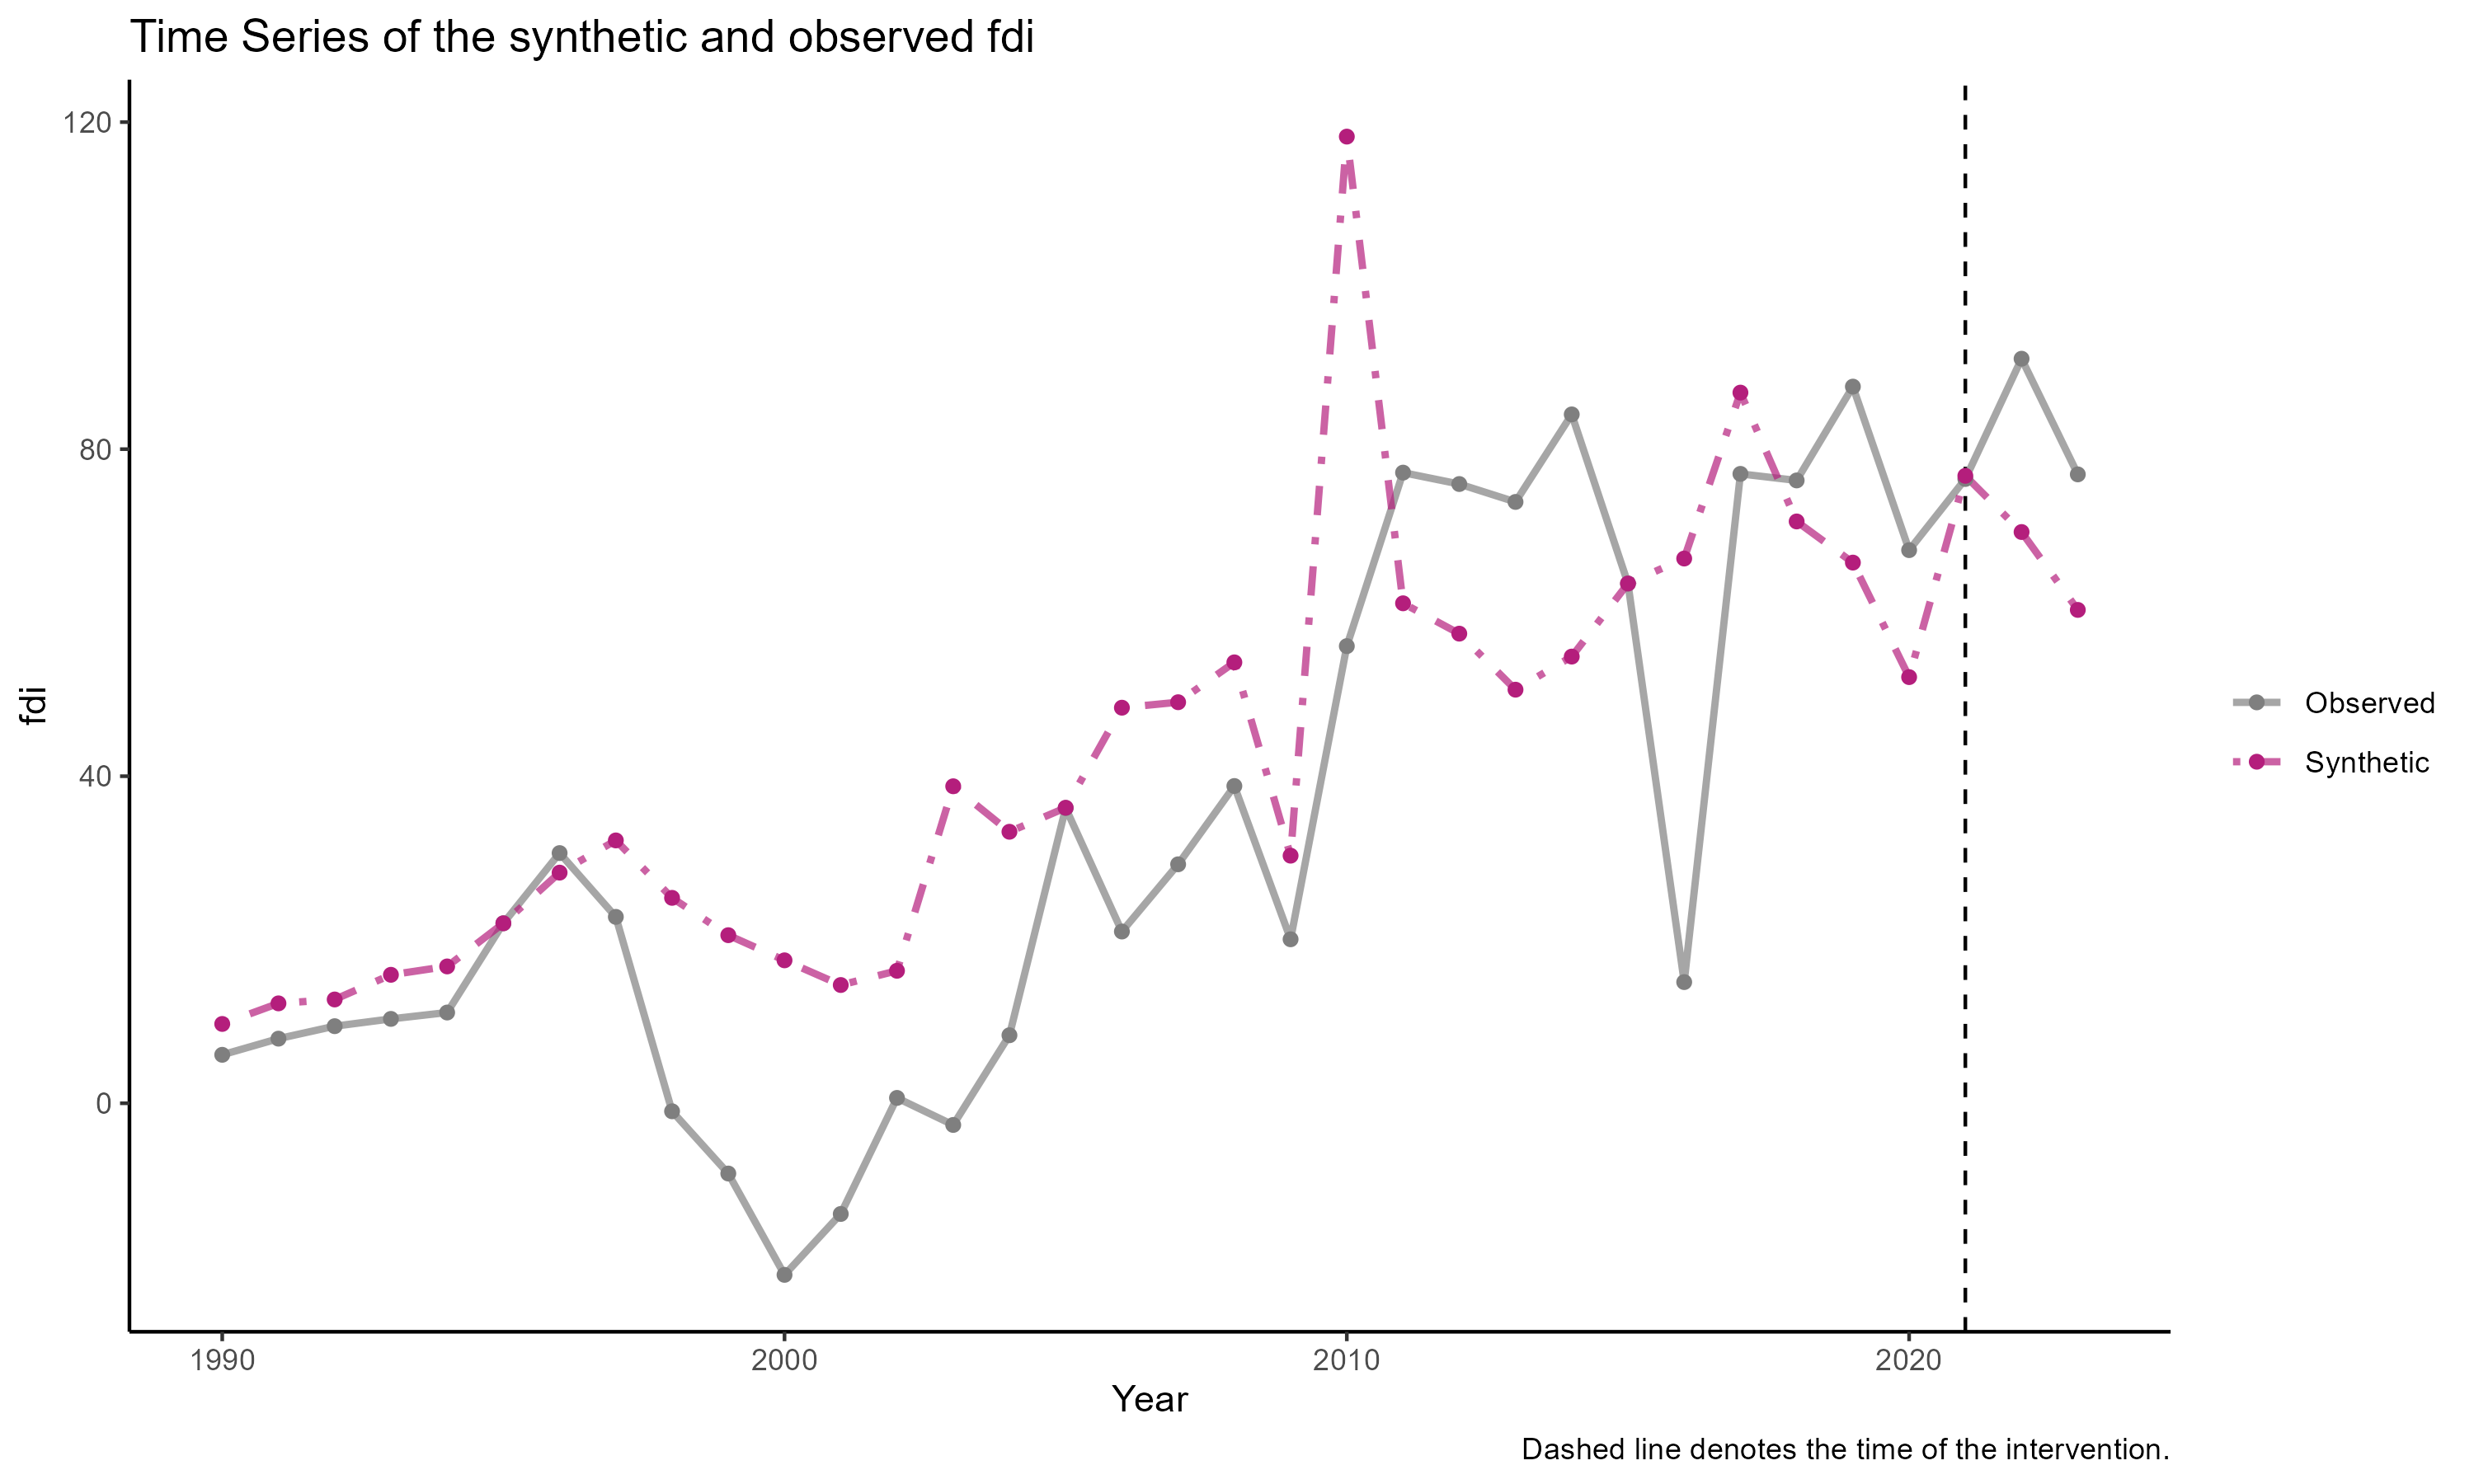 Time Series of the synthetic and observed fdi
120
80
40
0
fdi
1990
2000
2010
2020
Year
Observed
Synthetic
Dashed line denotes the time of the intervention.